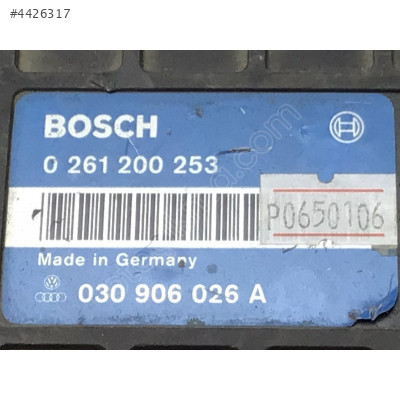 #4426317
BOSCH
0 261 200 253
P0650106
Made in Germany
030 906 026 A